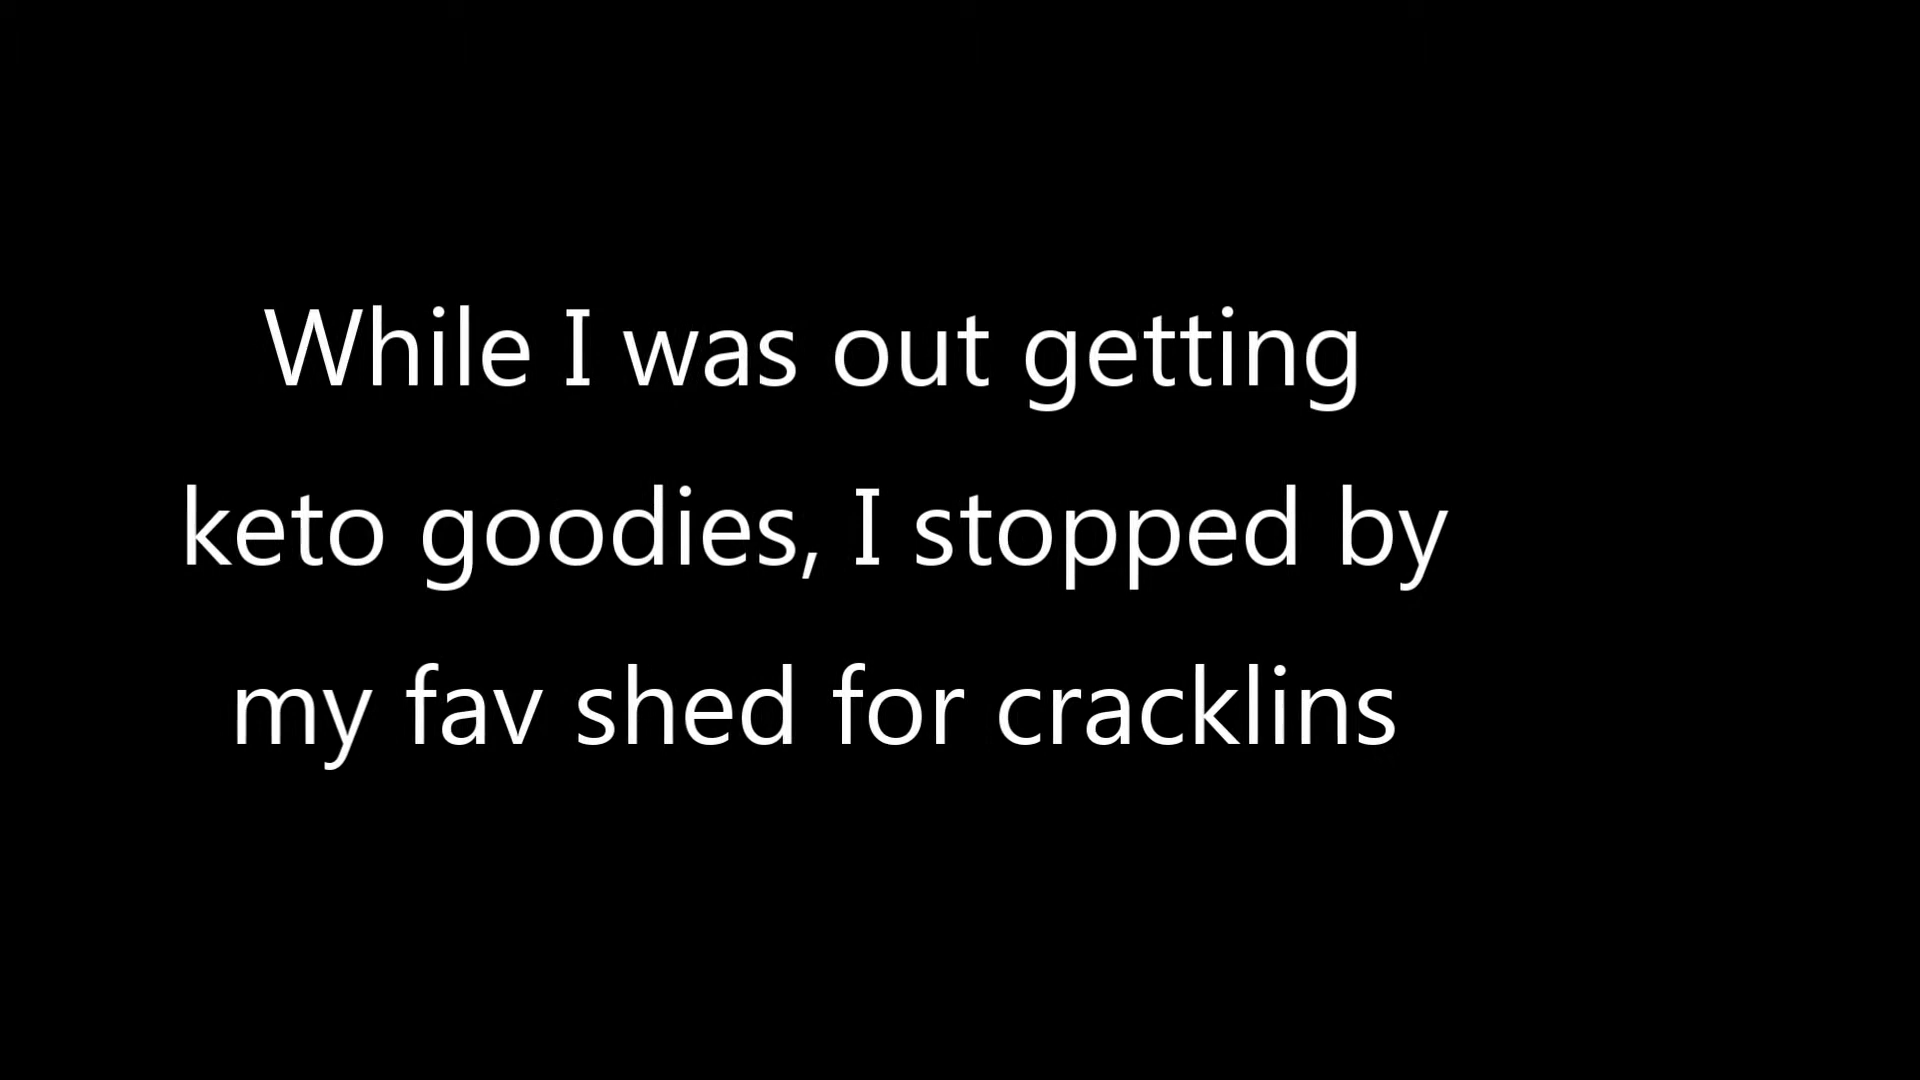 While I was out getting
keto goodies, I stopped by
my fav shed for cracklins